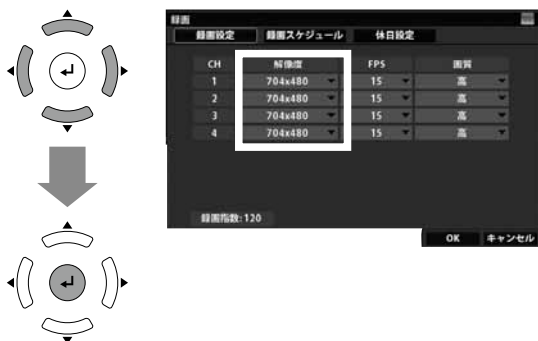 録画
録画設定 録画スケジュール 休日設定
CH 解像度 FPS 画質
1 704x480 15 高
2 704x480 15 高
3 704x480 15 高
4 704x480 15 高
録画指数:120
OK キャンセル